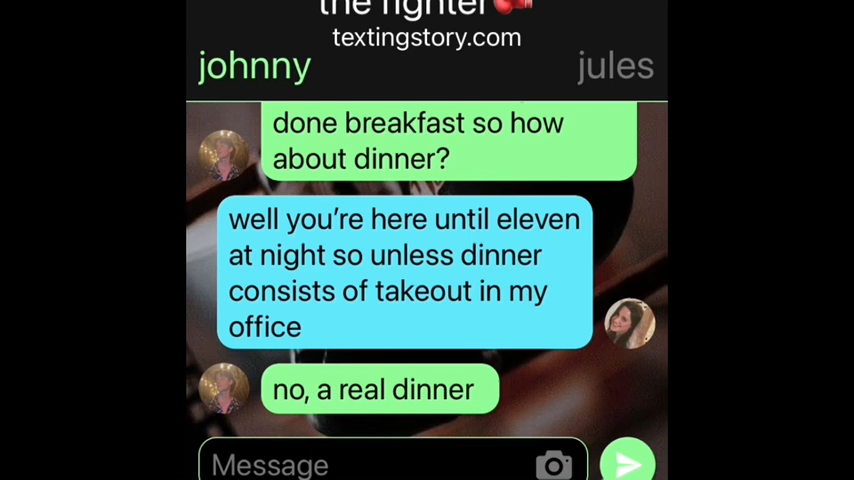 the fighter🥊
textingstory.com
johnny
jules
done breakfast so how
about dinner?
well you’re here until eleven
at night so unless dinner
consists of takeout in my
office
no, a real dinner
Message